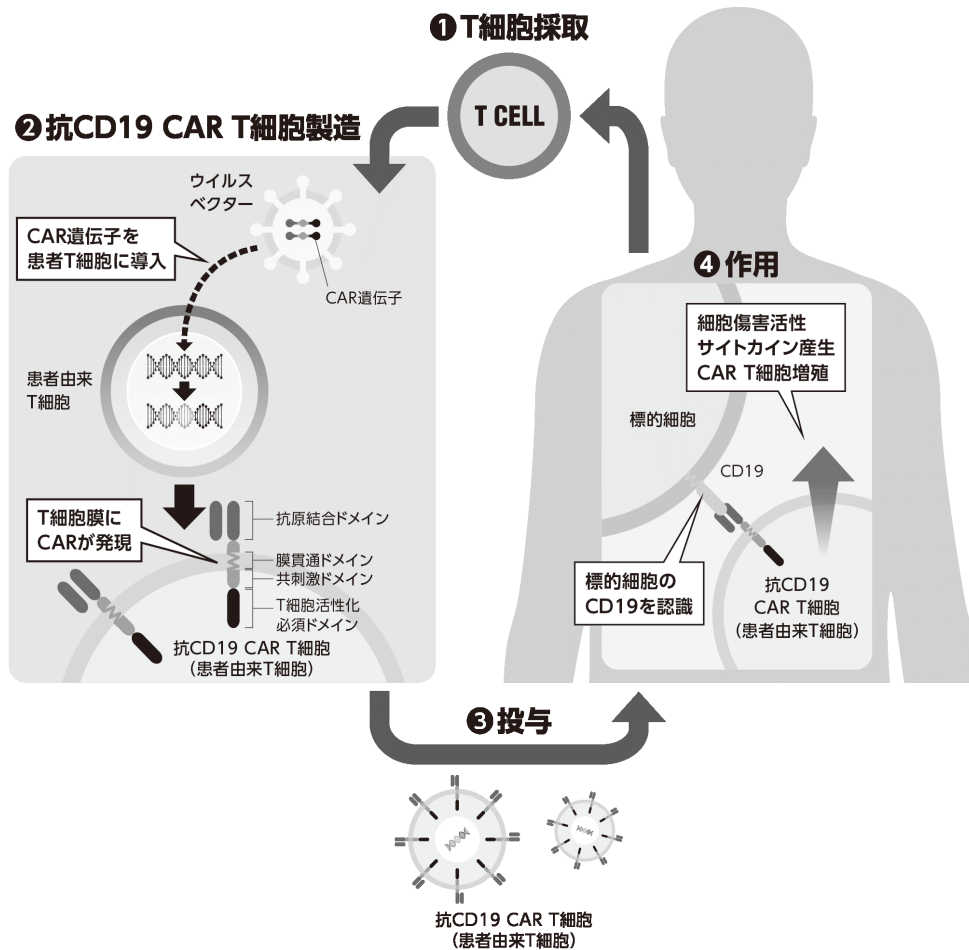 ❶T細胞採取
T CELL
❷抗CD19 CAR T細胞製造
ウイルス
ベクター
CAR遺伝子を
患者T細胞に導入
CAR遺伝子
患者由来
T細胞
T細胞膜に
CARが発現
抗原結合ドメイン
膜貫通ドメイン
共刺激ドメイン
T細胞活性化
必須ドメイン
抗CD19 CAR T細胞
（患者由来T細胞）
❸投与
抗CD19 CAR T細胞
（患者由来T細胞）
❹作用
細胞傷害活性
サイトカイン産生
CAR T細胞増殖
標的細胞
CD19
標的細胞の
CD19を認識
抗CD19
CAR T細胞
（患者由来T細胞）